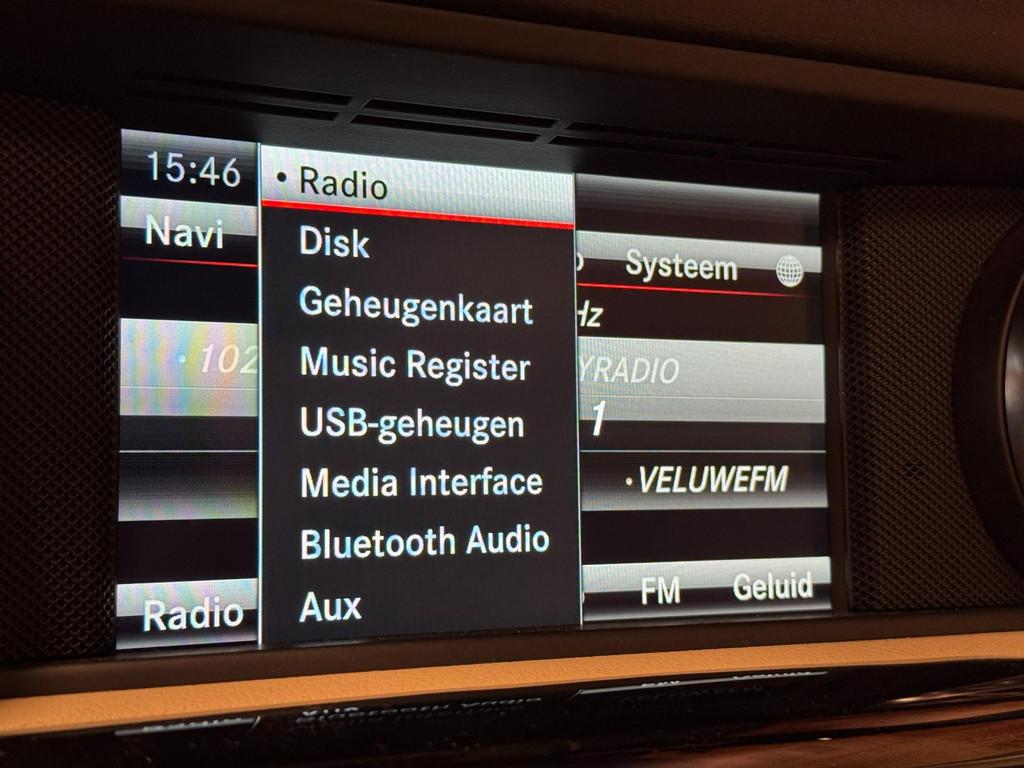 15:46
Navi
• Radio
Disk
Geheugenkaart
Music Register
USB-geheugen
Media Interface
Bluetooth Audio
Aux
Systeem
Hz
• 102
YRADIO
1
• VELUWEFM
Radio
FM
Geluid